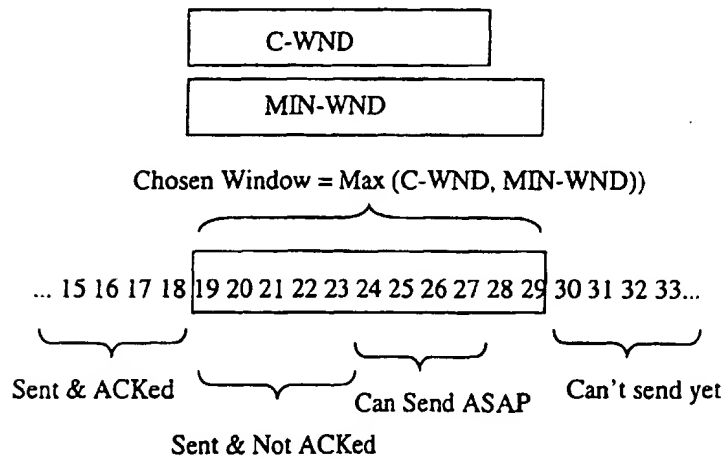 C-WND
MIN-WND
Chosen Window = Max (C-WND, MIN-WND))
... 15 16 17 18 19 20 21 22 23 24 25 26 27 28 29 30 31 32 33...
Sent & ACKed
Can Send ASAP
Can't send yet
Sent & Not ACKed